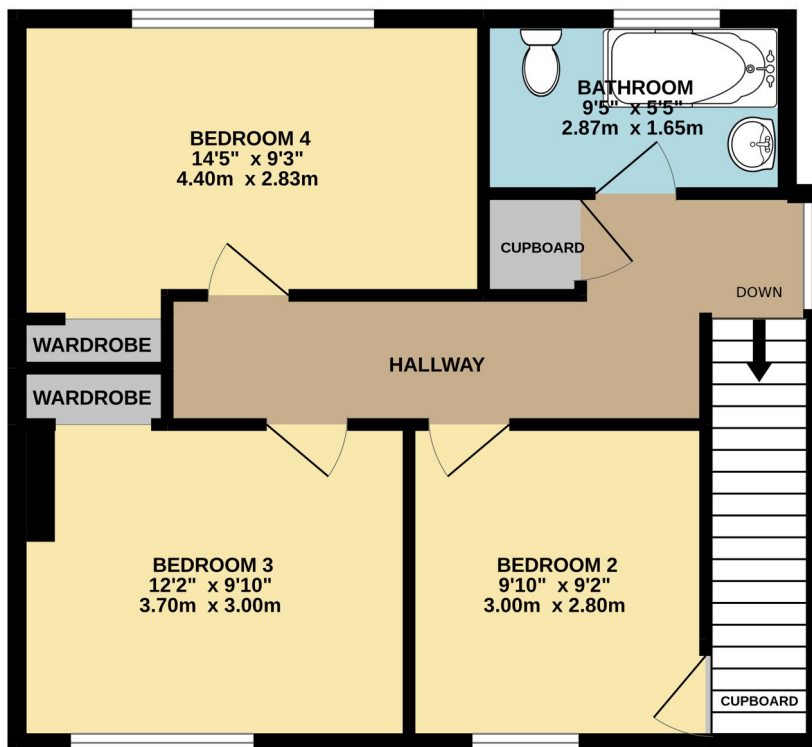 BATHROOM
9'5" x 5'5"
2.87m x 1.65m
BEDROOM 4
14'5" x 9'3"
4.40m x 2.83m
CUPBOARD
DOWN
WARDROBE
HALLWAY
WARDROBE
BEDROOM 3
12'2" x 9'10"
3.70m x 3.00m
BEDROOM 2
9'10" x 9'2"
3.00m x 2.80m
CUPBOARD